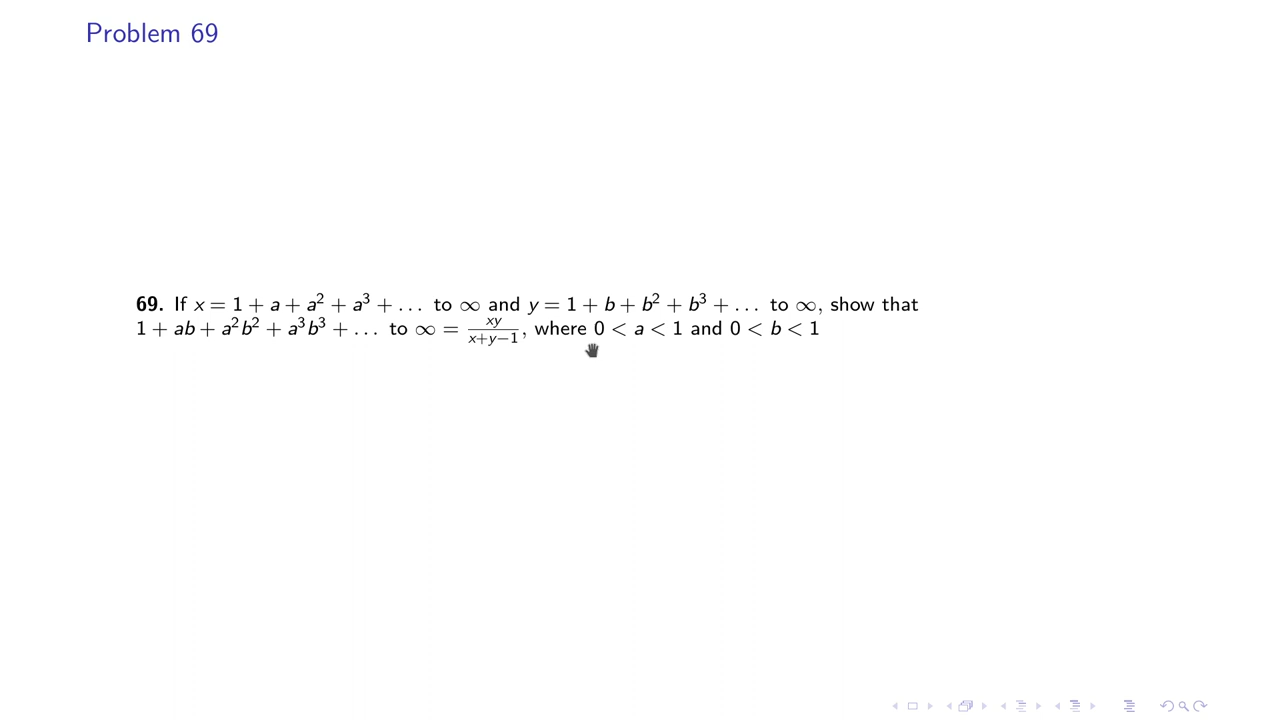 Problem 69
69. If x = 1 + a + a² + a³ + . . . to ∞ and y = 1 + b + b² + b³ + . . . to ∞, show that
1 + ab + a²b² + a³b³ + . . . to ∞ = xy/(x+y−1), where 0 < a < 1 and 0 < b < 1